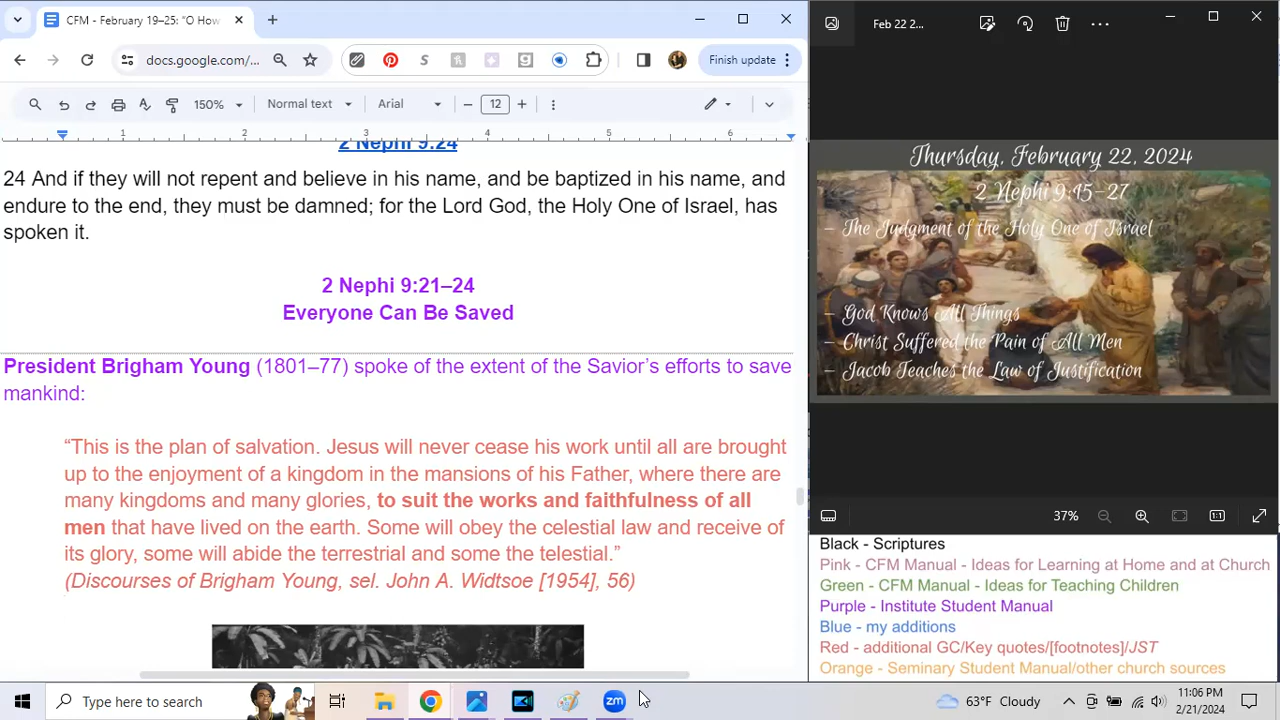 CFM - February 19–25: "O How
docs.google.com/...
Finish update
150%
Normal text
Arial
12
1
2
3
4
5
6
2 Nephi 9:24
24 And if they will not repent and believe in his name, and be baptized in his name, and
endure to the end, they must be damned; for the Lord God, the Holy One of Israel, has
spoken it.
2 Nephi 9:21–24
Everyone Can Be Saved
President Brigham Young (1801–77) spoke of the extent of the Savior's efforts to save
mankind:
“This is the plan of salvation. Jesus will never cease his work until all are brought
up to the enjoyment of a kingdom in the mansions of his Father, where there are
many kingdoms and many glories, to suit the works and faithfulness of all
men that have lived on the earth. Some will obey the celestial law and receive of
its glory, some will abide the terrestrial and some the telestial.”
(Discourses of Brigham Young, sel. John A. Widtsoe [1954], 56)
Feb 22 2...
Thursday, February 22, 2024
2 Nephi 9:15–27
– The Judgment of the Holy One of Israel
– God Knows All Things
– Christ Suffered the Pain of All Men
– Jacob Teaches the Law of Justification
37%
1:1
Black - Scriptures
Pink - CFM Manual - Ideas for Learning at Home and at Church
Green - CFM Manual - Ideas for Teaching Children
Purple - Institute Student Manual
Blue - my additions
Red - additional GC/Key quotes/[footnotes]/JST
Orange - Seminary Student Manual/other church sources
Type here to search
zm
63°F Cloudy
11:06 PM
2/21/2024